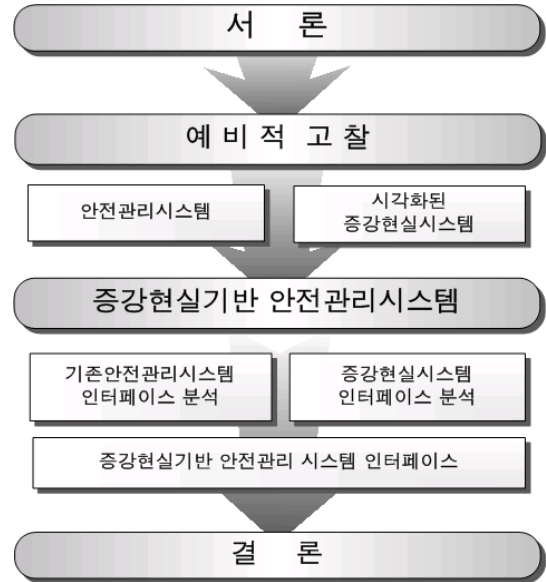 서 론
예 비 적 고 찰
안전관리시스템
시각화된
증강현실시스템
증강현실기반 안전관리시스템
기존안전관리시스템
인터페이스 분석
증강현실시스템
인터페이스 분석
증강현실기반 안전관리 시스템 인터페이스
결 론